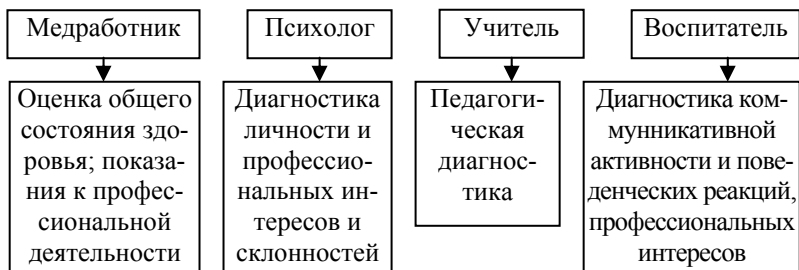 Медработник
Психолог
Учитель
Воспитатель
Оценка общего
состояния здо-
ровья; показа-
ния к профес-
сиональной
деятельности
Диагностика
личности и
профессио-
нальных ин-
тересов и
склонностей
Педагоги-
ческая
диагнос-
тика
Диагностика ком-
муникативной
активности и пове-
денческих реакций,
профессиональных
интересов